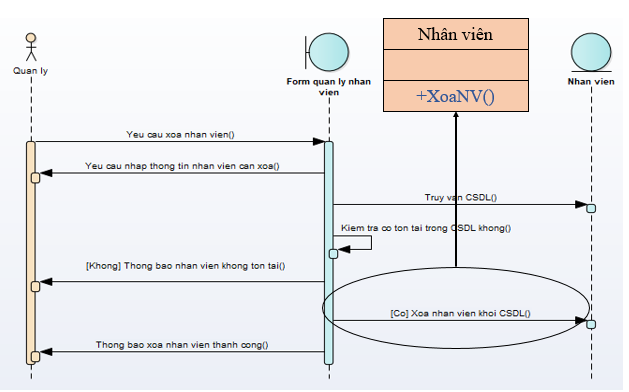 Nhân viên
+XoaNV()
Quan ly
Form quan ly nhan
vien
Nhan vien
Yeu cau xoa nhan vien()
Yeu cau nhap thong tin nhan vien can xoa()
Truy van CSDL()
Kiem tra co ton tai trong CSDL khong()
[Khong] Thong bao nhan vien khong ton tai()
[Co] Xoa nhan vien khoi CSDL()
Thong bao xoa nhan vien thanh cong()